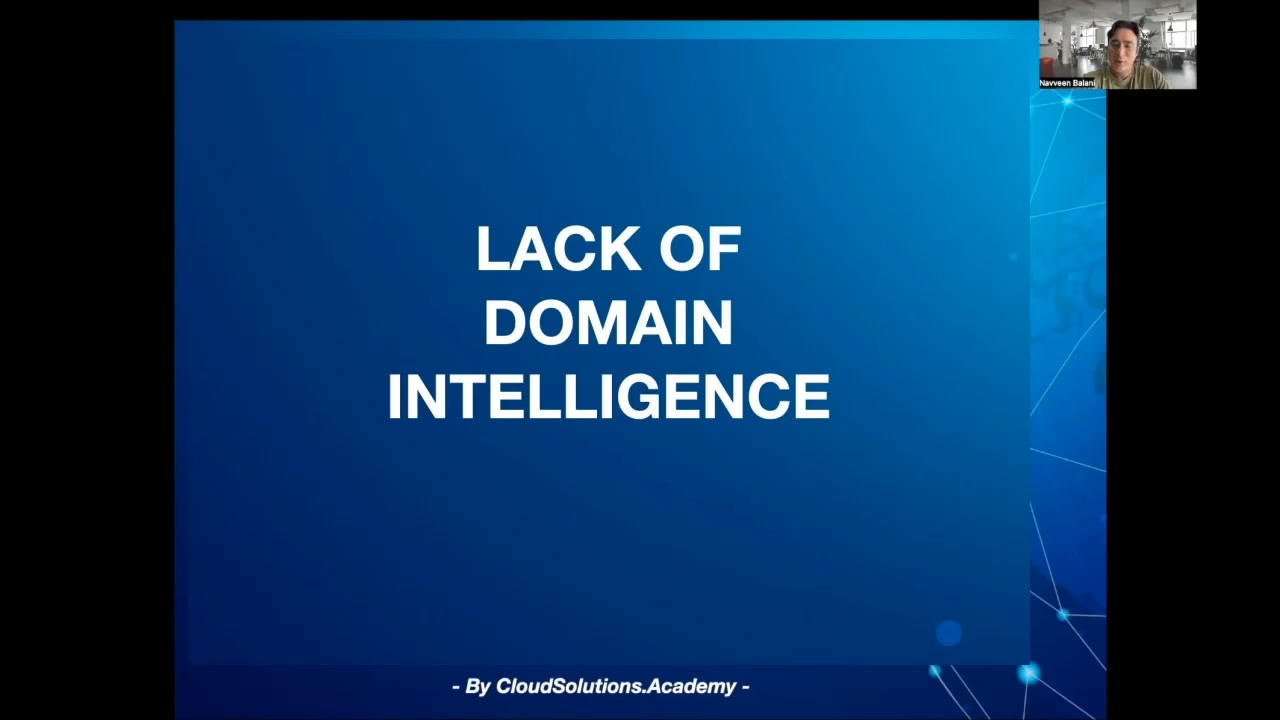 LACK OF
DOMAIN
INTELLIGENCE
Navveen Balani
- By CloudSolutions.Academy -